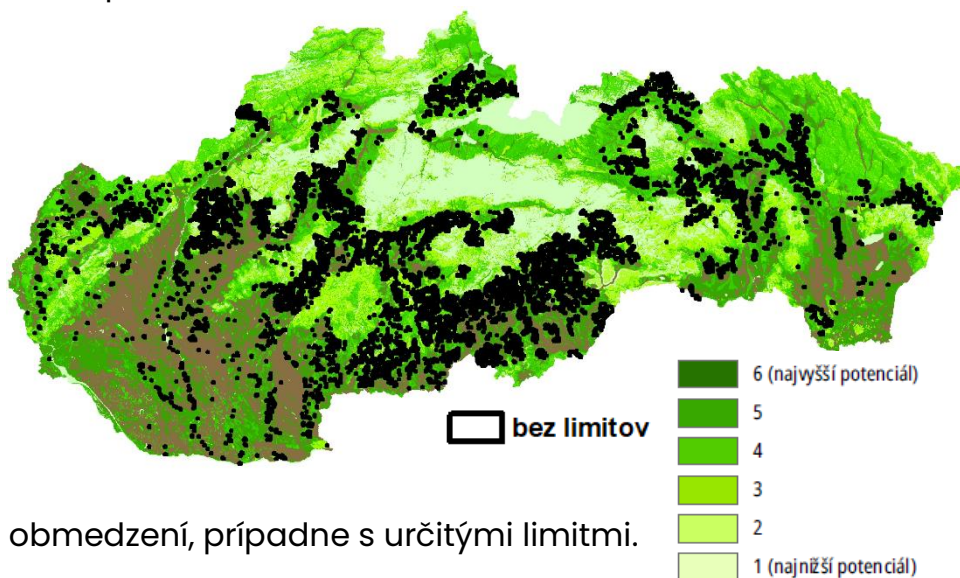 6 (najvyšší potenciál)
bez limitov
5
4
3
obmedzení, prípadne s určitými limitmi.
2
1 (najnižší potenciál)